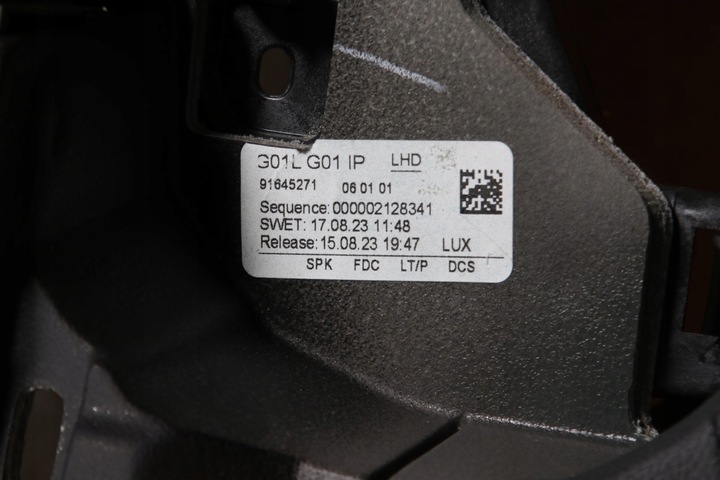 G01L G01 IP LHD
91645271 06 01 01
Sequence: 000002128341
SWET: 17.08.23 11:48
Release: 15.08.23 19:47 LUX
SPK FDC LT/P DCS